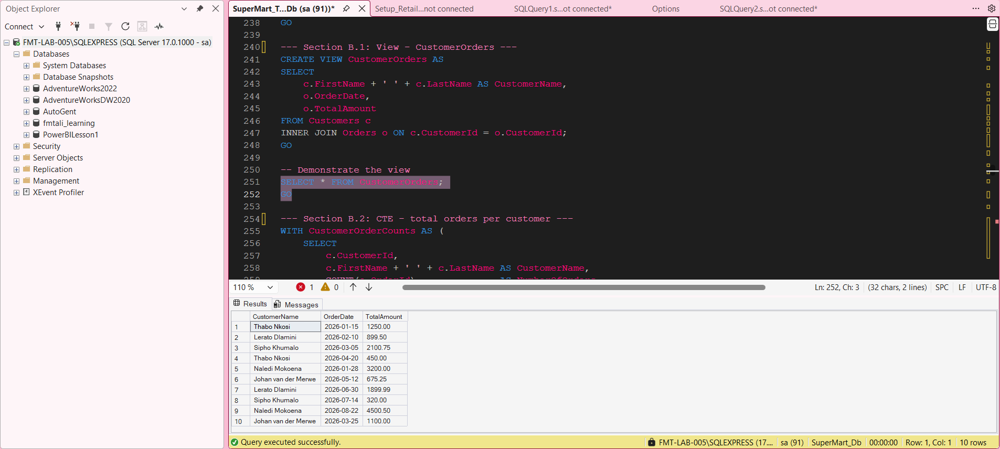 Object Explorer
Connect
FMT-LAB-005\SQLEXPRESS (SQL Server 17.0.1000 - sa)
Databases
System Databases
Database Snapshots
AdventureWorks2022
AdventureWorksDW2020
AutoGent
fmtali_learning
PowerBILesson1
Security
Server Objects
Replication
Management
XEvent Profiler
SuperMart_T...Db (sa (91))* Setup_Retail...not connected SQLQuery1.s...ot connected* Options SQLQuery2.s...ot connected*
238 GO
239
240 --- Section B.1: View - CustomerOrders ---
241 CREATE VIEW CustomerOrders AS
242 SELECT
243 c.FirstName + ' ' + c.LastName AS CustomerName,
244 o.OrderDate,
245 o.TotalAmount
246 FROM Customers c
247 INNER JOIN Orders o ON c.CustomerId = o.CustomerId;
248 GO
249
250 -- Demonstrate the view
251 SELECT * FROM CustomerOrders;
252 GO
253
254 --- Section B.2: CTE - total orders per customer ---
255 WITH CustomerOrderCounts AS (
256 SELECT
257 c.CustomerId,
258 c.FirstName + ' ' + c.LastName AS CustomerName,
110 % 1 0 Ln: 252, Ch: 3 (32 chars, 2 lines) SPC LF UTF-8
Results Messages
CustomerName OrderDate TotalAmount
1 Thabo Nkosi 2026-01-15 1250.00
2 Lerato Dlamini 2026-02-10 899.50
3 Sipho Khumalo 2026-03-05 2100.75
4 Thabo Nkosi 2026-04-20 450.00
5 Naledi Mokoena 2026-01-28 3200.00
6 Johan van der Merwe 2026-05-12 675.25
7 Lerato Dlamini 2026-06-30 1899.99
8 Sipho Khumalo 2026-07-14 320.00
9 Naledi Mokoena 2026-08-22 4500.50
10 Johan van der Merwe 2026-03-25 1100.00
Query executed successfully. FMT-LAB-005\SQLEXPRESS (17.... sa (91) SuperMart_Db 00:00:00 Row: 1, Col: 1 10 rows